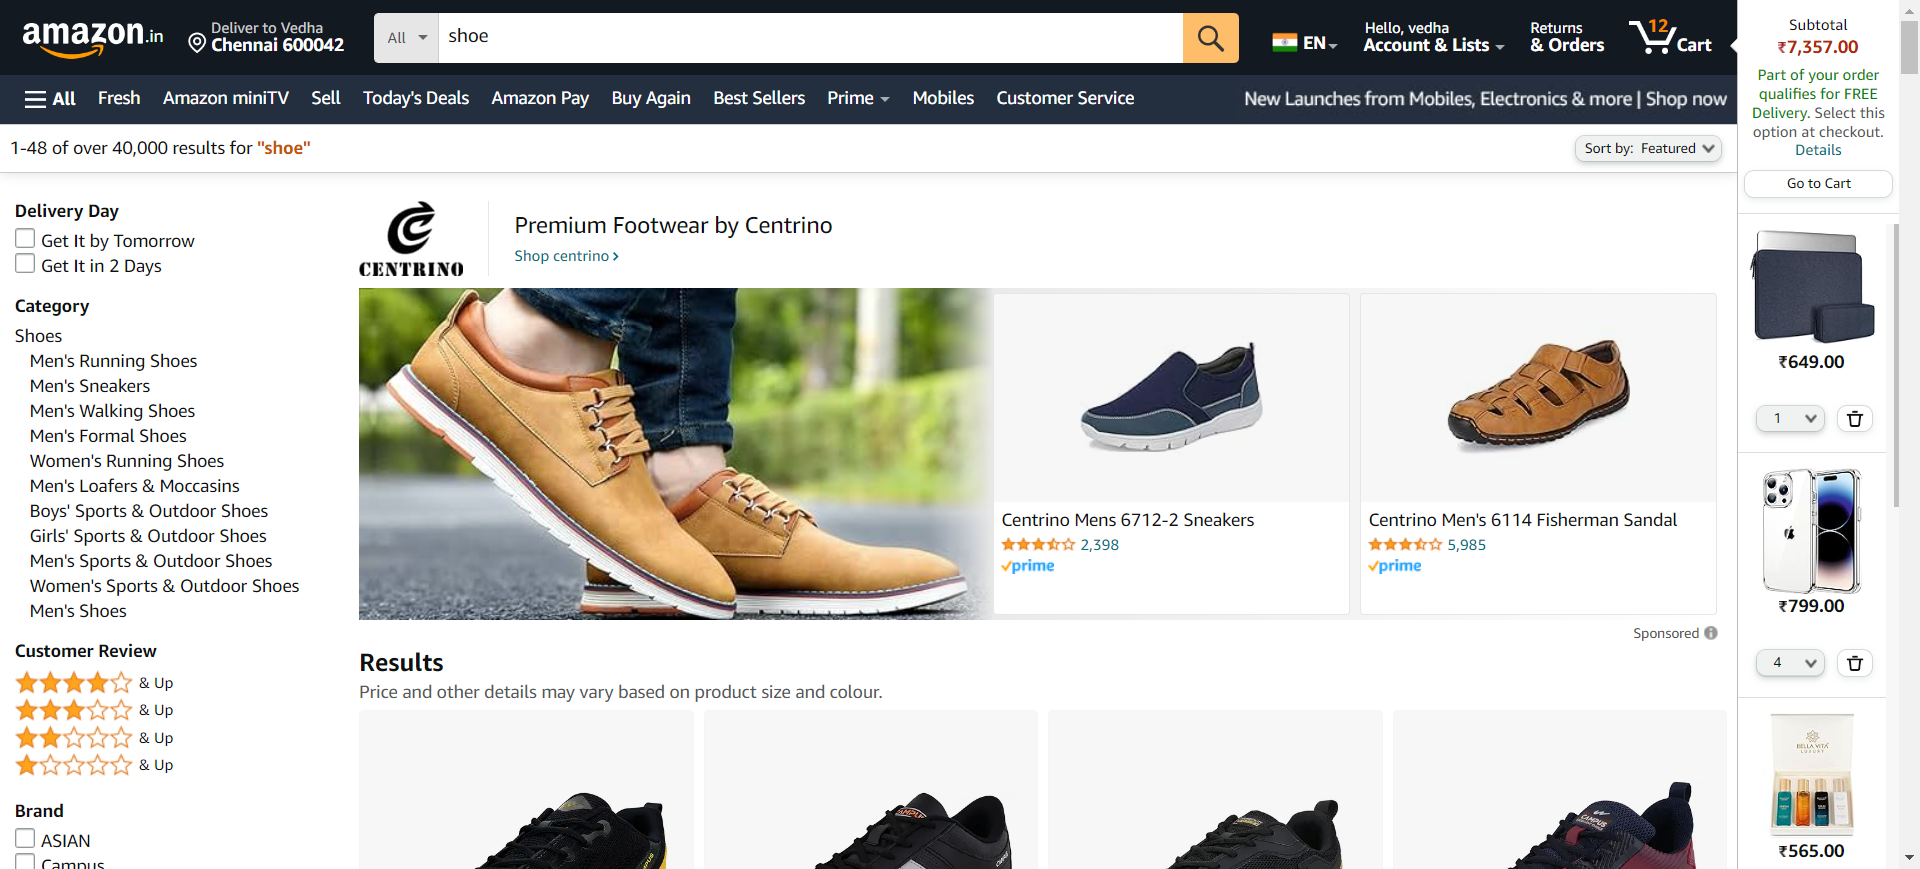 amazon.in
Deliver to Vedha
Chennai 600042
All
shoe
EN
Hello, vedha
Account & Lists
Returns
& Orders
12
Cart
All
Fresh
Amazon miniTV
Sell
Today's Deals
Amazon Pay
Buy Again
Best Sellers
Prime
Mobiles
Customer Service
New Launches from Mobiles, Electronics & more | Shop now
1-48 of over 40,000 results for "shoe"
Sort by: Featured
Delivery Day
Get It by Tomorrow
Get It in 2 Days
Category
Shoes
Men's Running Shoes
Men's Sneakers
Men's Walking Shoes
Men's Formal Shoes
Women's Running Shoes
Men's Loafers & Moccasins
Boys' Sports & Outdoor Shoes
Girls' Sports & Outdoor Shoes
Men's Sports & Outdoor Shoes
Women's Sports & Outdoor Shoes
Men's Shoes
Customer Review
& Up
& Up
& Up
& Up
Brand
ASIAN
Campus
CENTRINO
Premium Footwear by Centrino
Shop centrino ›
Centrino Mens 6712-2 Sneakers
2,398
prime
Centrino Men's 6114 Fisherman Sandal
5,985
prime
Sponsored
Results
Price and other details may vary based on product size and colour.
CAMPUS
Subtotal
₹7,357.00
Part of your order
qualifies for FREE
Delivery. Select this
option at checkout.
Details
Go to Cart
₹649.00
1
₹799.00
4
BELLA VITA
LUXURY
₹565.00